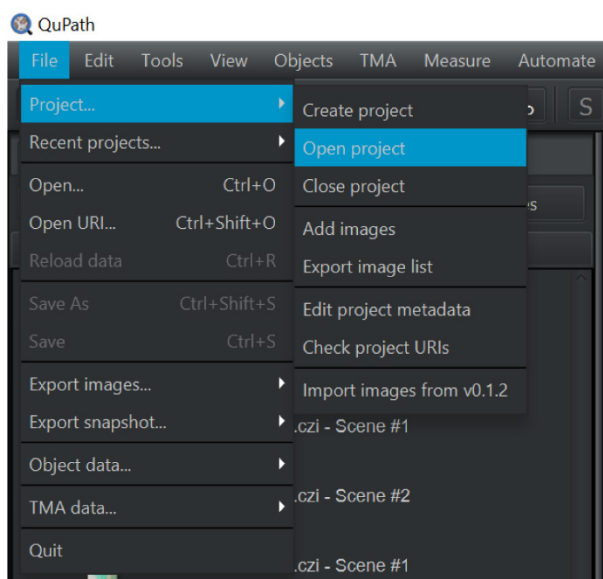 QuPath
File Edit Tools View Objects TMA Measure Automate
Project...
Recent projects...
Open... Ctrl+O
Open URI... Ctrl+Shift+O
Reload data Ctrl+R
Save As Ctrl+Shift+S
Save Ctrl+S
Export images...
Export snapshot...
Object data...
TMA data...
Quit
Create project
Open project
Close project
Add images
Export image list
Edit project metadata
Check project URIs
Import images from v0.1.2
S
.czi - Scene #1
.czi - Scene #2
.czi - Scene #1